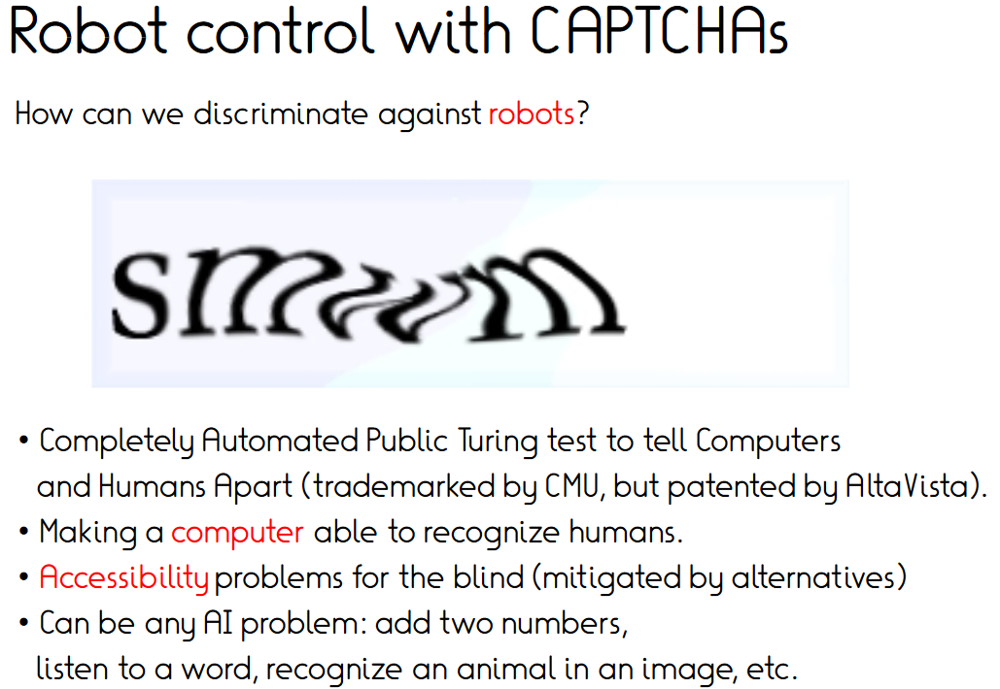 Robot control with CAPTCHAs
How can we discriminate against robots?
smwm
• Completely Automated Public Turing test to tell Computers
and Humans Apart (trademarked by CMU, but patented by AltaVista).
• Making a computer able to recognize humans.
• Accessibility problems for the blind (mitigated by alternatives)
• Can be any AI problem: add two numbers,
listen to a word, recognize an animal in an image, etc.